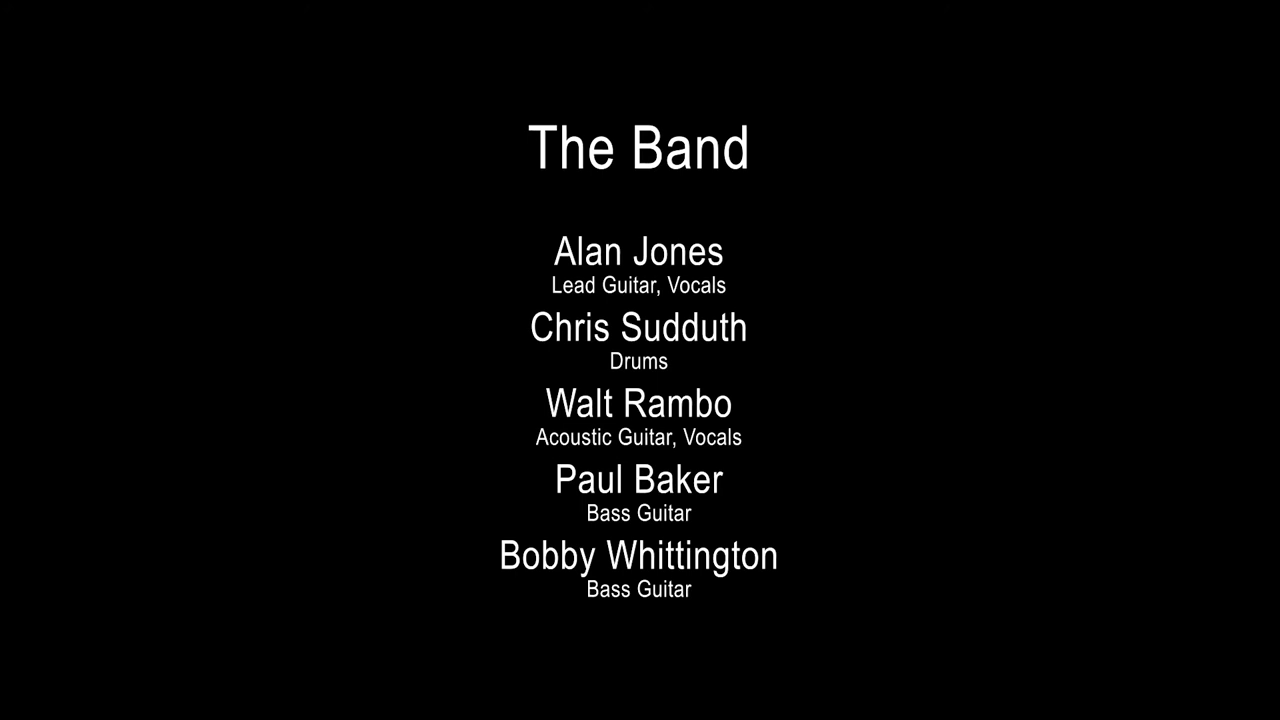 The Band
Alan Jones
Lead Guitar, Vocals
Chris Sudduth
Drums
Walt Rambo
Acoustic Guitar, Vocals
Paul Baker
Bass Guitar
Bobby Whittington
Bass Guitar